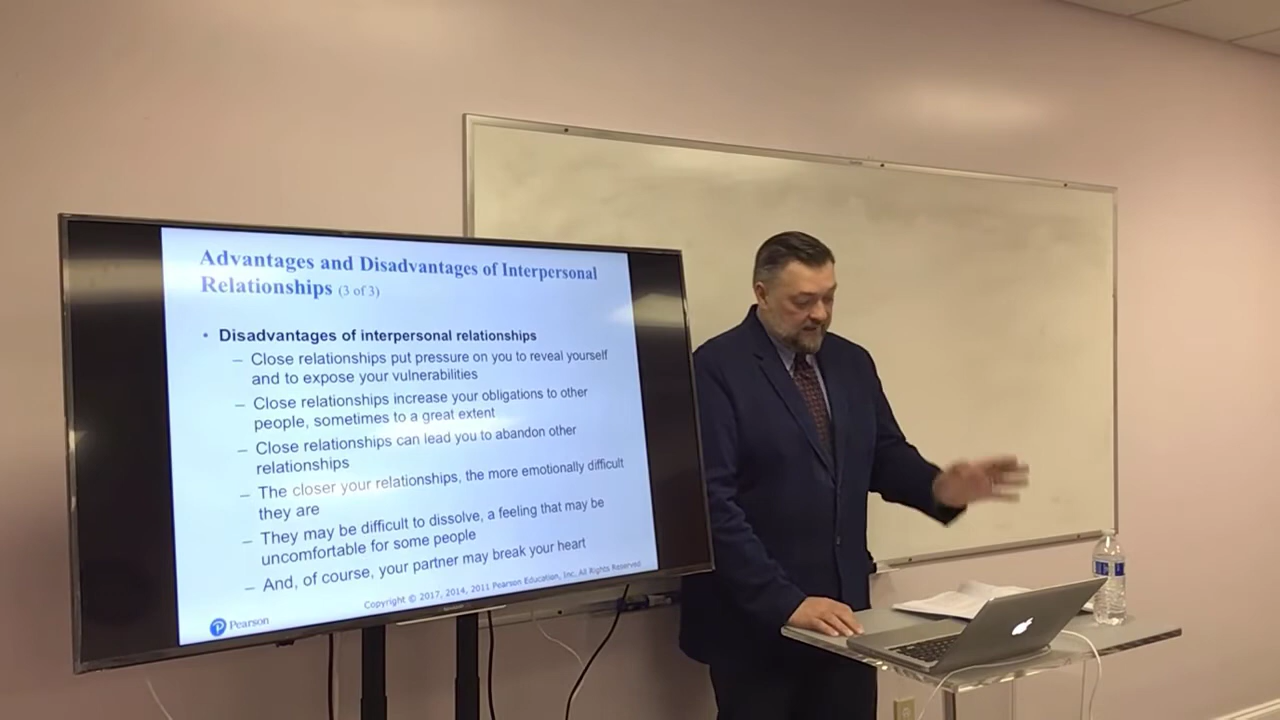 Advantages and Disadvantages of Interpersonal
Relationships (3 of 3)
• Disadvantages of interpersonal relationships
– Close relationships put pressure on you to reveal yourself
and to expose your vulnerabilities
– Close relationships increase your obligations to other
people, sometimes to a great extent
– Close relationships can lead you to abandon other
relationships
– The closer your relationships, the more emotionally difficult
they are
– They may be difficult to dissolve, a feeling that may be
uncomfortable for some people
– And, of course, your partner may break your heart
Copyright © 2017, 2014, 2011 Pearson Education, Inc. All Rights Reserved
P Pearson